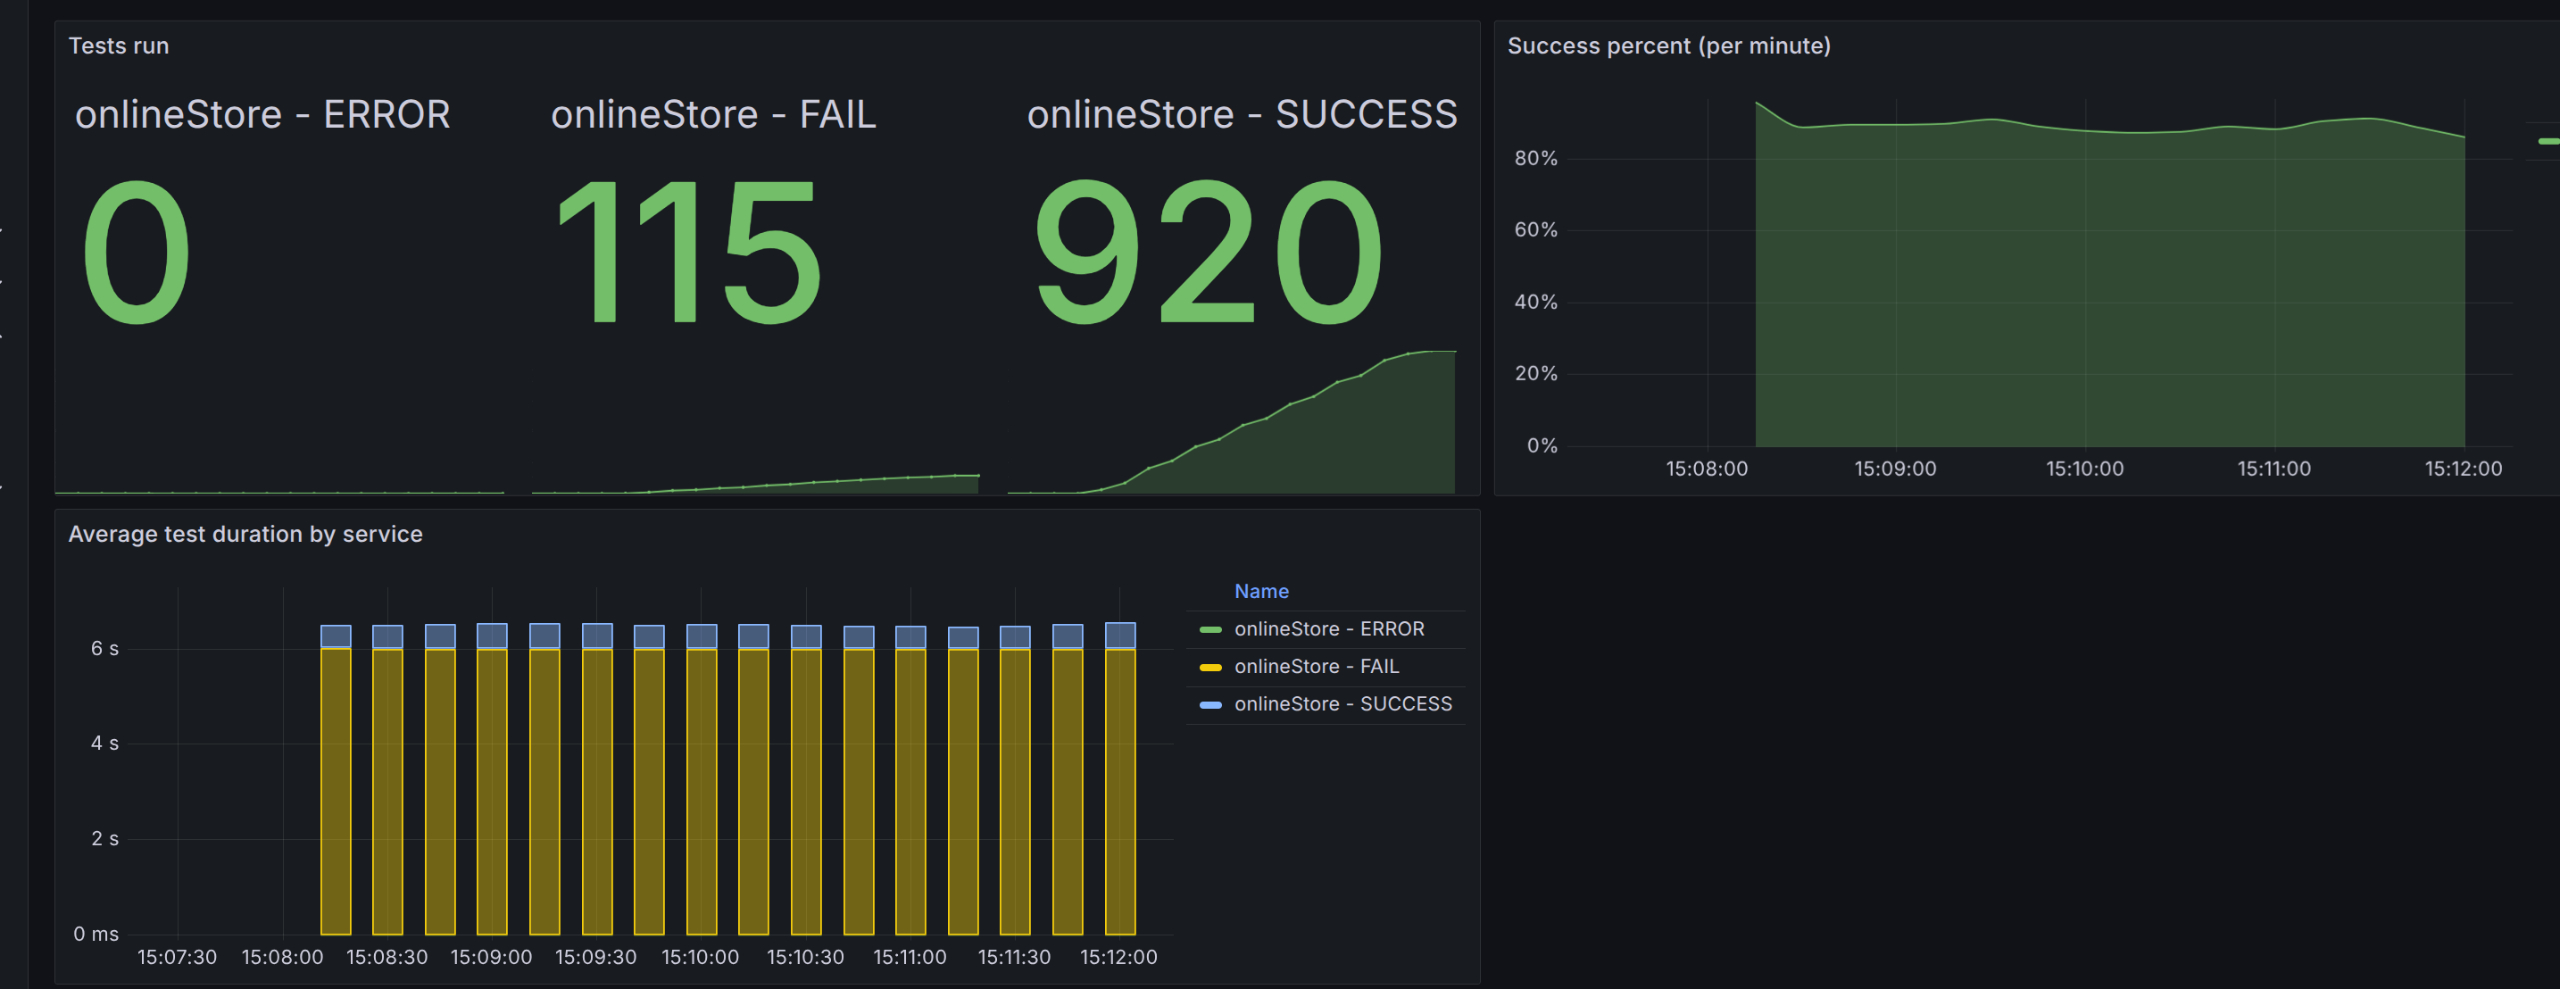 Tests run
onlineStore - ERROR
0
onlineStore - FAIL
115
onlineStore - SUCCESS
920
Success percent (per minute)
80%
60%
40%
20%
0%
15:08:00 15:09:00 15:10:00 15:11:00 15:12:00
Average test duration by service
6 s
4 s
2 s
0 ms
15:07:30 15:08:00 15:08:30 15:09:00 15:09:30 15:10:00 15:10:30 15:11:00 15:11:30 15:12:00
Name
onlineStore - ERROR
onlineStore - FAIL
onlineStore - SUCCESS